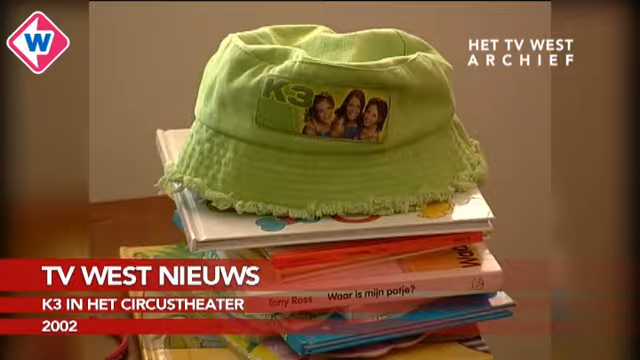 W
HET TV WEST
ARCHIEF
K3
Tony Ross Waar is mijn potje?
TV WEST NIEUWS
K3 IN HET CIRCUSTHEATER
2002